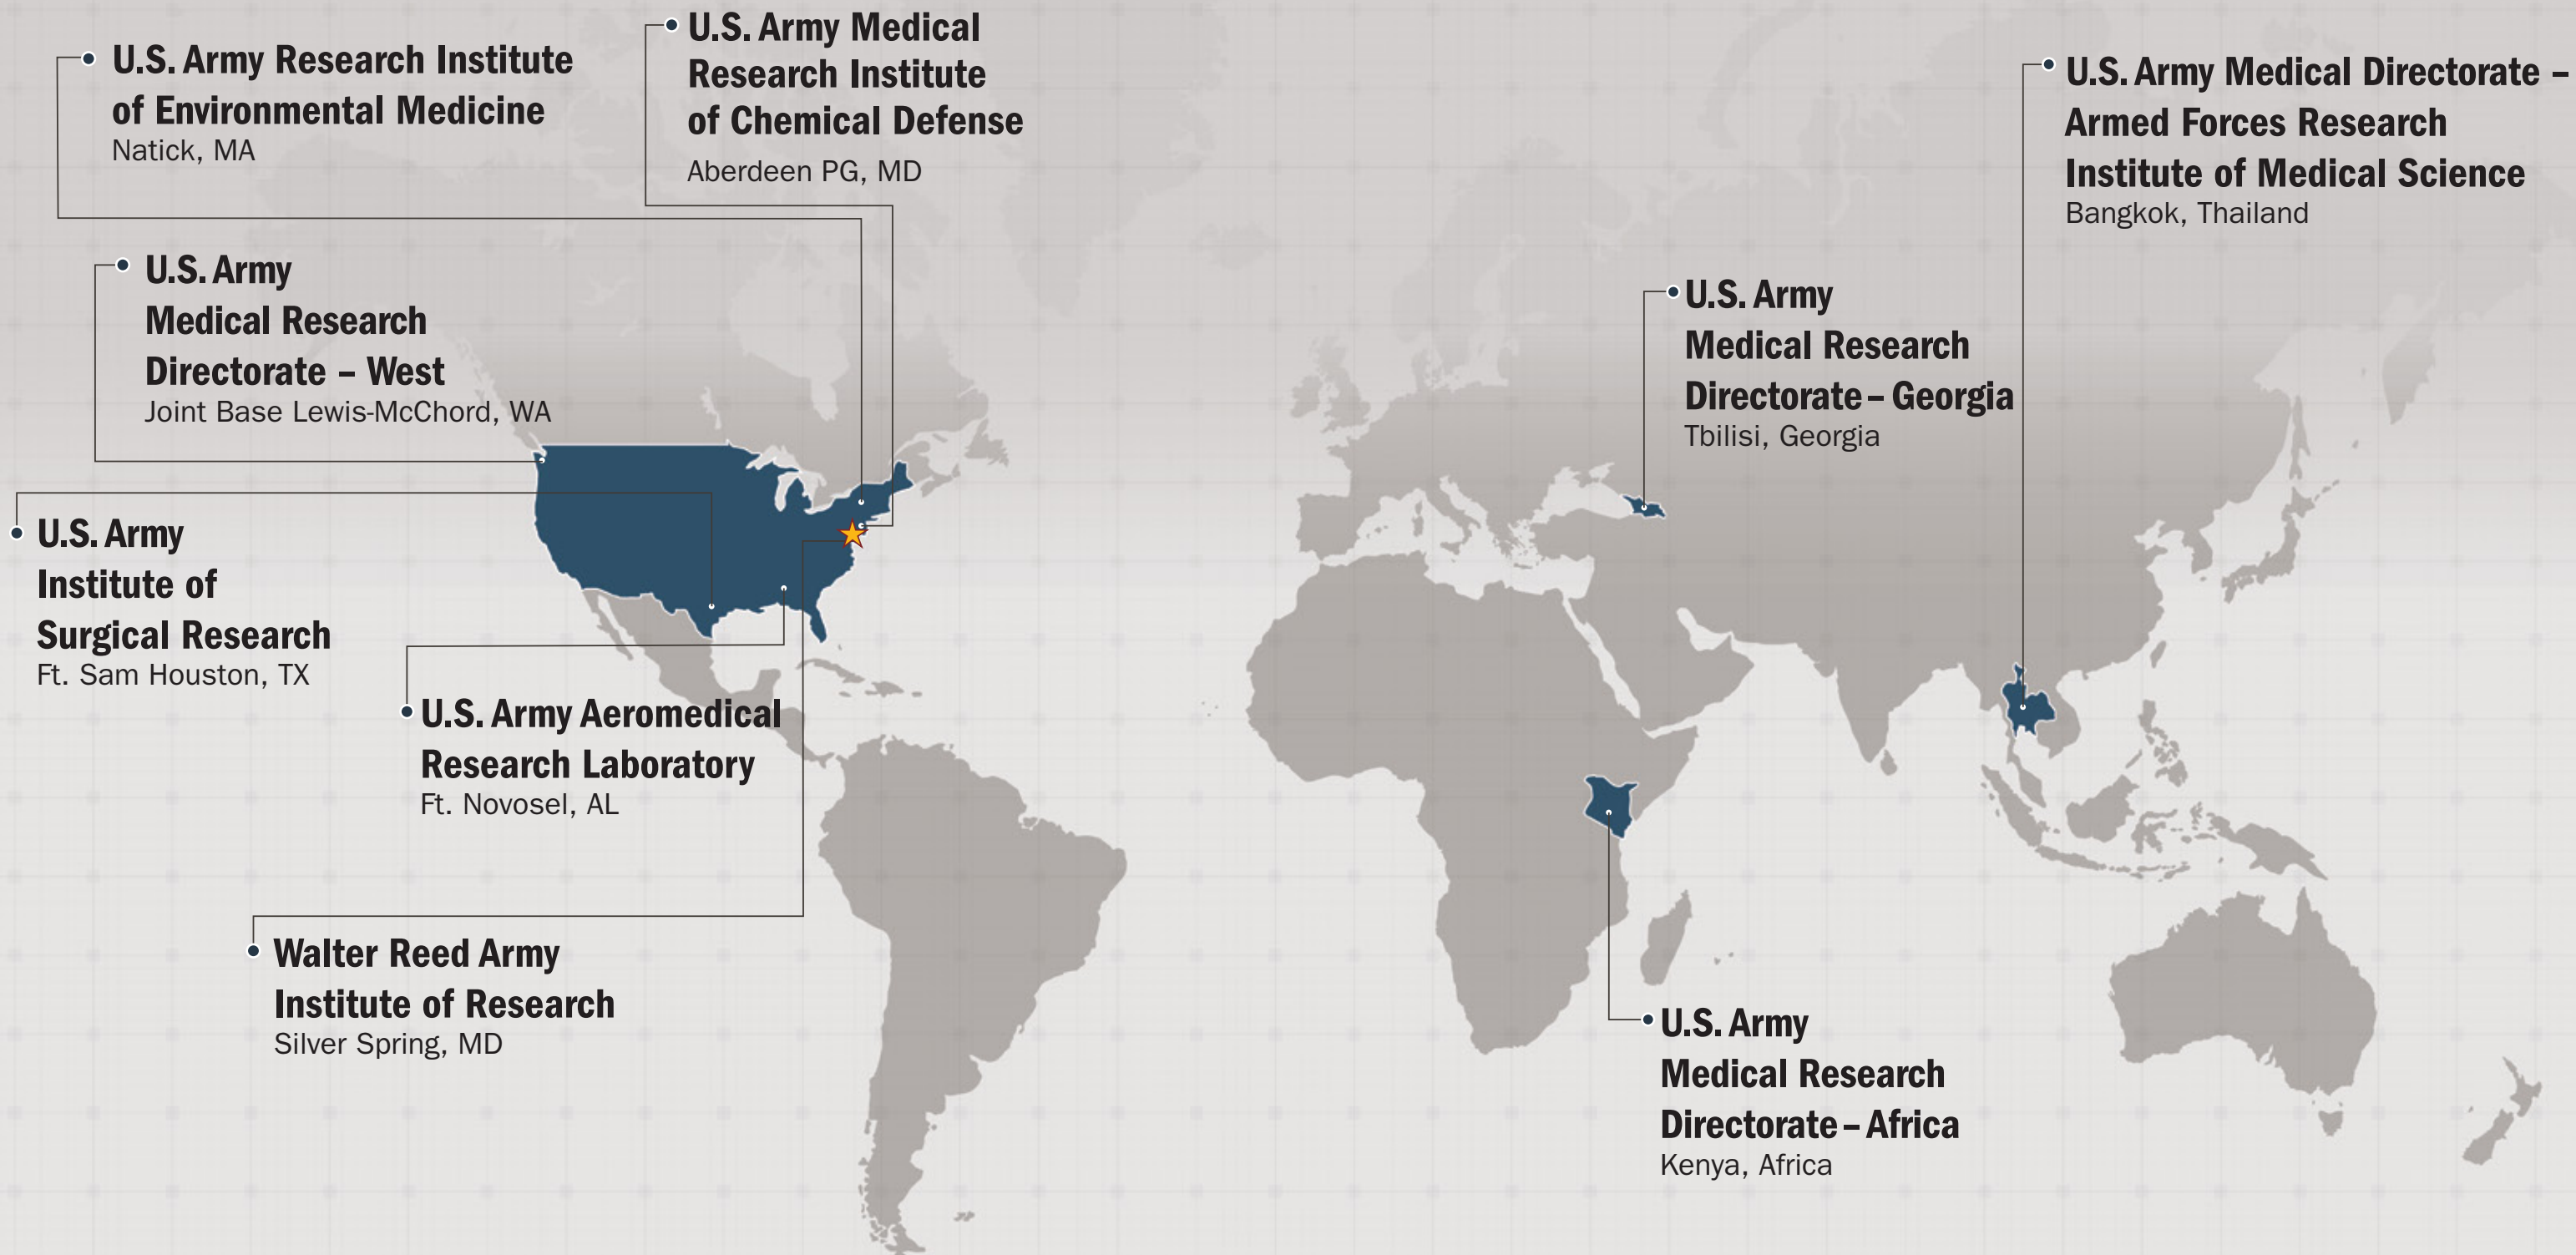 U.S. Army Research Institute
of Environmental Medicine
Natick, MA
U.S. Army Medical
Research Institute
of Chemical Defense
Aberdeen PG, MD
U.S. Army Medical Directorate –
Armed Forces Research
Institute of Medical Science
Bangkok, Thailand
U.S. Army
Medical Research
Directorate – West
Joint Base Lewis-McChord, WA
U.S. Army
Medical Research
Directorate – Georgia
Tbilisi, Georgia
U.S. Army
Institute of
Surgical Research
Ft. Sam Houston, TX
U.S. Army Aeromedical
Research Laboratory
Ft. Novosel, AL
Walter Reed Army
Institute of Research
Silver Spring, MD
U.S. Army
Medical Research
Directorate – Africa
Kenya, Africa